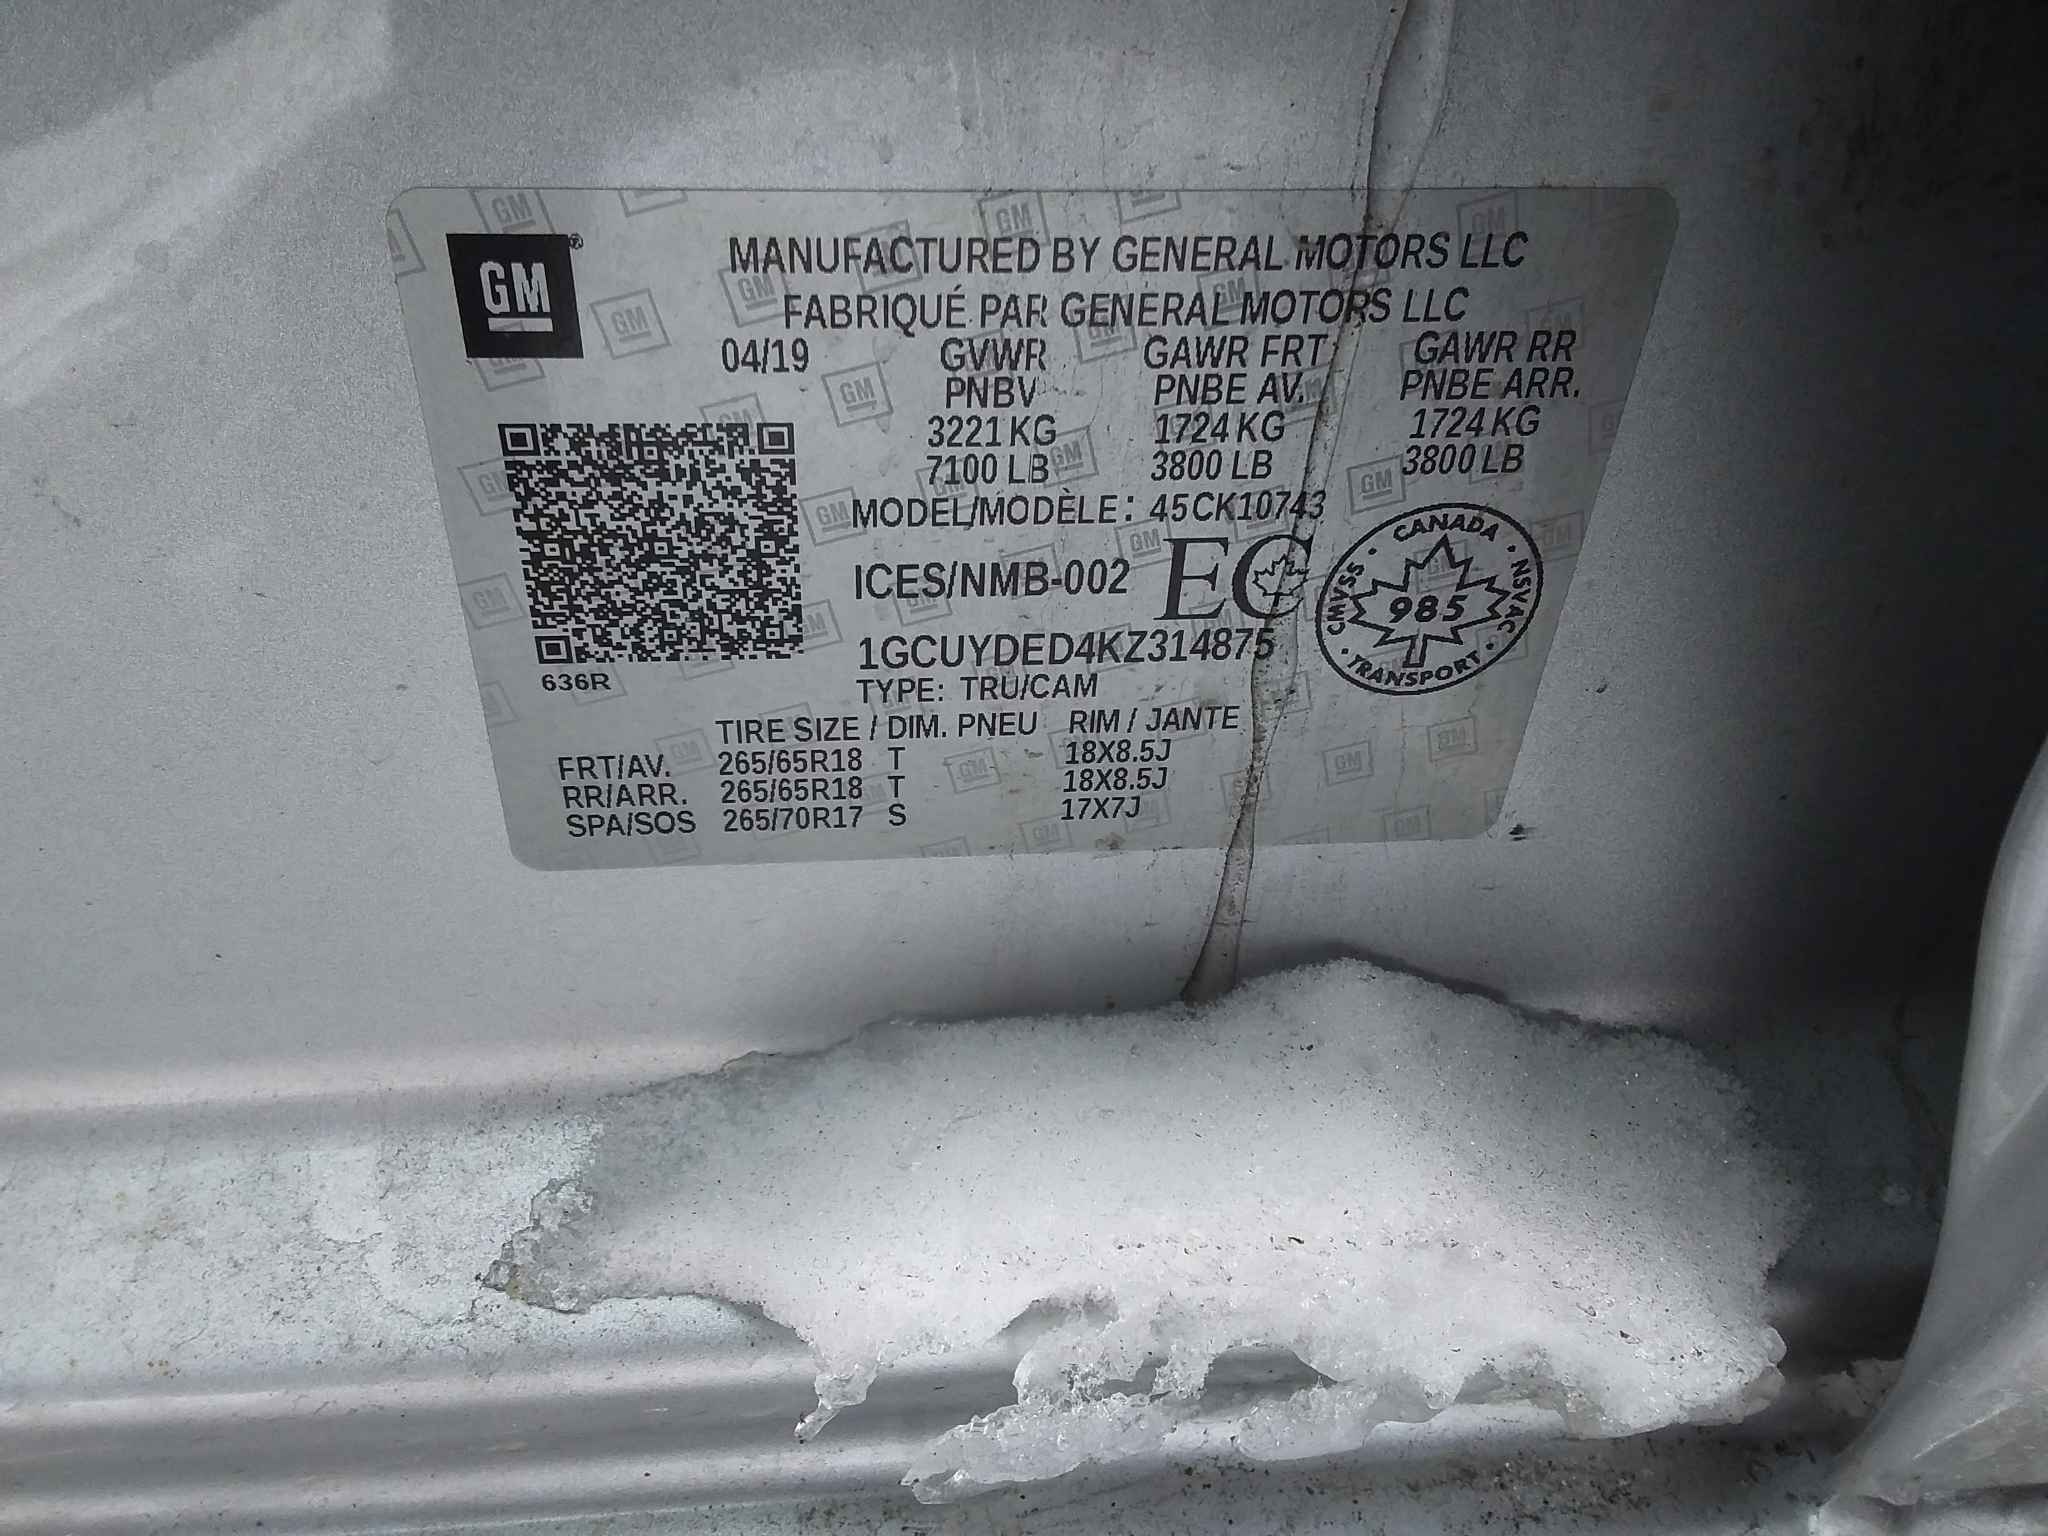 GM®
MANUFACTURED BY GENERAL MOTORS LLC
FABRIQUÉ PAR GENERAL MOTORS LLC
04/19 GVWR GAWR FRT GAWR RR
PNBV PNBE AV. PNBE ARR.
3221 KG 1724 KG 1724 KG
7100 LB 3800 LB 3800 LB
MODEL/MODÈLE: 45CK10743
ICES/NMB-002 EC
CANADA
CMVSS 985 NSVAC
TRANSPORT
1GCUYDED4KZ314875
636R
TYPE: TRU/CAM
TIRE SIZE / DIM. PNEU RIM / JANTE
FRT/AV. 265/65R18 T 18X8.5J
RR/ARR. 265/65R18 T 18X8.5J
SPA/SOS 265/70R17 S 17X7J